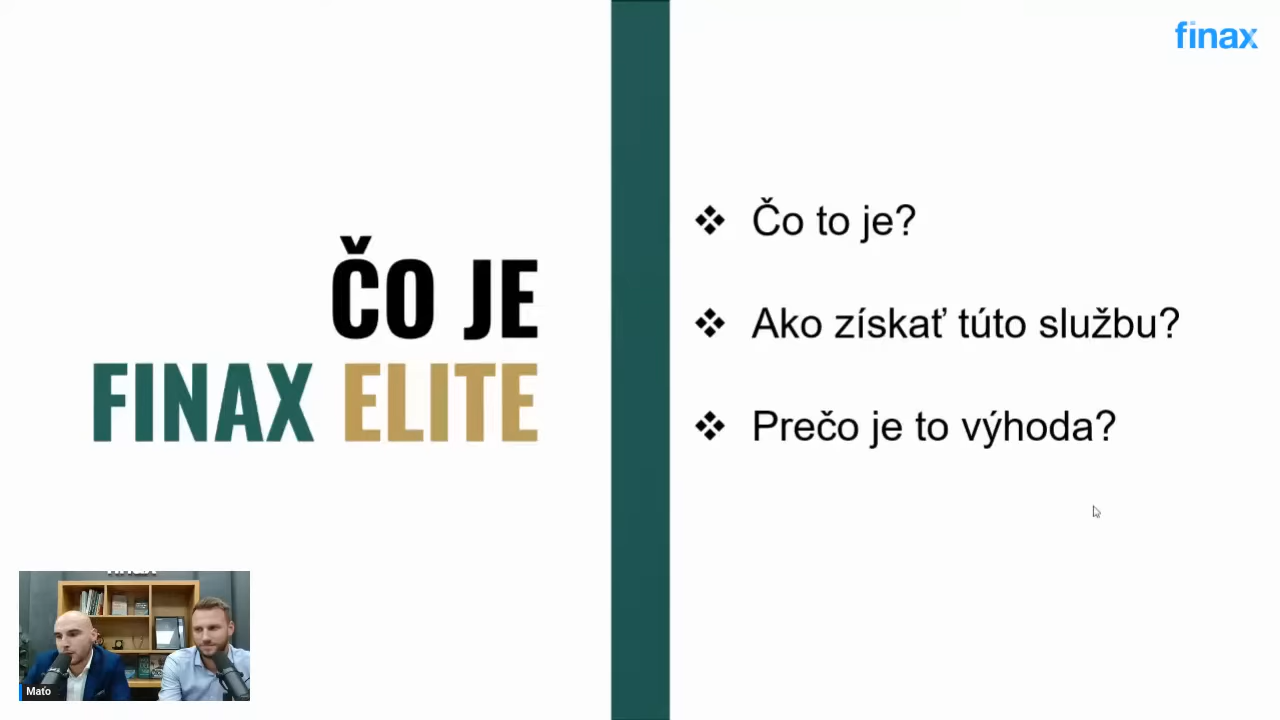 finax
ČO JE
FINAX ELITE
Čo to je?
Ako získať túto službu?
Prečo je to výhoda?
Maťo